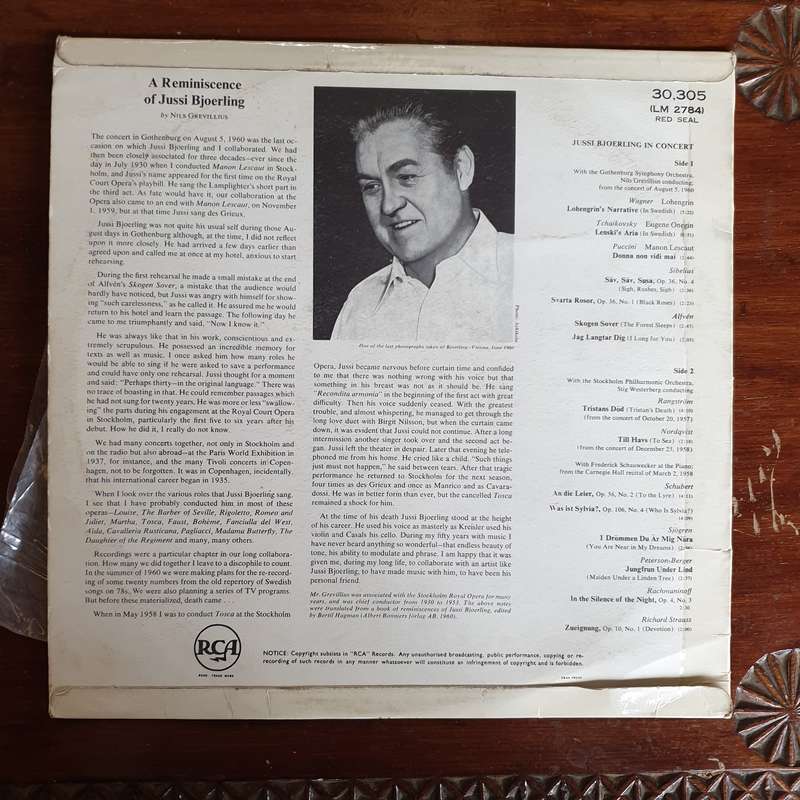 A Reminiscence
of Jussi Bjoerling
by NILS GREVILLIUS
The concert in Gothenburg on August 5, 1960 was the last oc-
casion on which Jussi Bjoerling and I collaborated. We had
then been closely associated for three decades—ever since the
day in July 1930 when I conducted Manon Lescaut in Stock-
holm, and Jussi's name appeared for the first time on the Royal
Court Opera's playbill. He sang the Lamplighter's short part in
the third act. As fate would have it, our collaboration at the
Opera also came to an end with Manon Lescaut, on November
1, 1959, but at that time Jussi sang des Grieux.
Jussi Bjoerling was not quite his usual self during those Au-
gust days in Gothenburg although, at the time, I did not reflect
upon it more closely. He had arrived a few days earlier than
agreed upon and called me at once at my hotel, anxious to start
rehearsing.
During the first rehearsal he made a small mistake at the end
of Alfvén's Skogen Sover, a mistake that the audience would
hardly have noticed, but Jussi was angry with himself for show-
ing "such carelessness," as he called it. He assured me he would
return to his hotel and learn the passage. The following day he
came to me triumphantly and said, "Now I know it."
He was always like that in his work, conscientious and ex-
tremely scrupulous. He possessed an incredible memory for
texts as well as music. I once asked him how many roles he
would be able to sing if he were asked to save a performance
and could have only one rehearsal. Jussi thought for a moment
and said: "Perhaps thirty—in the original language." There was
no trace of boasting in that. He could remember passages which
he had not sung for twenty years. He was more or less "swallow-
ing" the parts during his engagement at the Royal Court Opera
in Stockholm, particularly the first five to six years after his
debut. How he did it, I really do not know.
We had many concerts together, not only in Stockholm and
on the radio but also abroad—at the Paris World Exhibition in
1937, for instance, and the many Tivoli concerts in Copen-
hagen, not to be forgotten. It was in Copenhagen, incidentally,
that his international career began in 1935.
When I look over the various roles that Jussi Bjoerling sang,
I see that I have probably conducted him in most of these
operas—Louise, The Barber of Seville, Rigoletto, Romeo and
Juliet, Martha, Tosca, Faust, Bohème, Fanciulla del West,
Aïda, Cavalleria Rusticana, Pagliacci, Madama Butterfly, The
Daughter of the Regiment and many, many others.
Recordings were a particular chapter in our long collabora-
tion. How many we did together I leave to a discophile to count.
In the summer of 1960 we were making plans for the re-record-
ing of some twenty numbers from the old repertory of Swedish
songs on 78s. We were also planning a series of TV programs.
But before these materialized, death came . . .
When in May 1958 I was to conduct Tosca at the Stockholm
One of the last photographs taken of Bjoerling—Vienna, June 1960
Opera, Jussi became nervous before curtain time and confided
to me that there was nothing wrong with his voice but that
something in his breast was not as it should be. He sang
"Recondita armonia" in the beginning of the first act with great
difficulty. Then his voice suddenly ceased. With the greatest
trouble, and almost whispering, he managed to get through the
long love duet with Birgit Nilsson, but when the curtain came
down, it was evident that Jussi could not continue. After a long
intermission another singer took over and the second act be-
gan. Jussi left the theater in despair. Later that evening he tele-
phoned me from his home. He cried like a child. "Such things
just must not happen," he said between tears. After that tragic
performance he returned to Stockholm for the next season,
four times as des Grieux and once as Manrico and as Cavara-
dossi. He was in better form than ever, but the cancelled Tosca
remained a shock for him.
At the time of his death Jussi Bjoerling stood at the height
of his career. He used his voice as masterly as Kreisler used his
violin and Casals his cello. During my fifty years with music I
have never heard anything so wonderful—that endless beauty of
tone, his ability to modulate and phrase. I am happy that it was
given me, during my long life, to collaborate with an artist like
Jussi Bjoerling, to have made music with him, to have been his
personal friend.
Mr. Grevillius was associated with the Stockholm Royal Opera for many
years, and was chief conductor from 1930 to 1953. The above notes
were translated from a book of reminiscences of Jussi Bjoerling, edited
by Bertil Hagman (Albert Bonniers förlag AB, 1960).
30,305
(LM 2784)
RED SEAL
JUSSI BJOERLING IN CONCERT
Side 1
With the Gothenburg Symphony Orchestra,
Nils Grevillius conducting;
from the concert of August 5, 1960
Wagner Lohengrin
Lohengrin's Narrative (In Swedish)
Tchaikovsky Eugene Onegin
Lenski's Aria (In Swedish)
Puccini Manon Lescaut
Donna non vidi mai
Sibelius
Säv, Säv, Susa, Op. 36, No. 4
(Sigh, Rushes, Sigh)
Svarta Rosor, Op. 36, No. 1 (Black Roses)
Alfvén
Skogen Sover (The Forest Sleeps)
Jag Langtar Dig (I Long for You)
Side 2
With the Stockholm Philharmonic Orchestra,
Stig Westerberg conducting
Rangström
Tristans Död (Tristan's Death)
(from the concert of October 20, 1957)
Nordqvist
Till Havs (To Sea)
(from the concert of December 23, 1958)
With Frederick Schauwecker at the Piano;
from the Carnegie Hall recital of March 2, 1958
Schubert
An die Leier, Op. 56, No. 2 (To the Lyre)
Was ist Sylvia?, Op. 106, No. 4 (Who Is Sylvia?)
Sjögren
I Drömmen Du Är Mig Nära
(You Are Near in My Dreams)
Peterson-Berger
Jungfrun Under Lind
(Maiden Under a Linden Tree)
Rachmaninoff
In the Silence of the Night, Op. 4, No. 3
Richard Strauss
Zueignung, Op. 10, No. 1 (Devotion)
RCA
NOTICE: Copyright subsists in "RCA" Records. Any unauthorised broadcasting, public performance, copying or re-
recording of such records in any manner whatsoever will constitute an infringement of copyright and is forbidden.